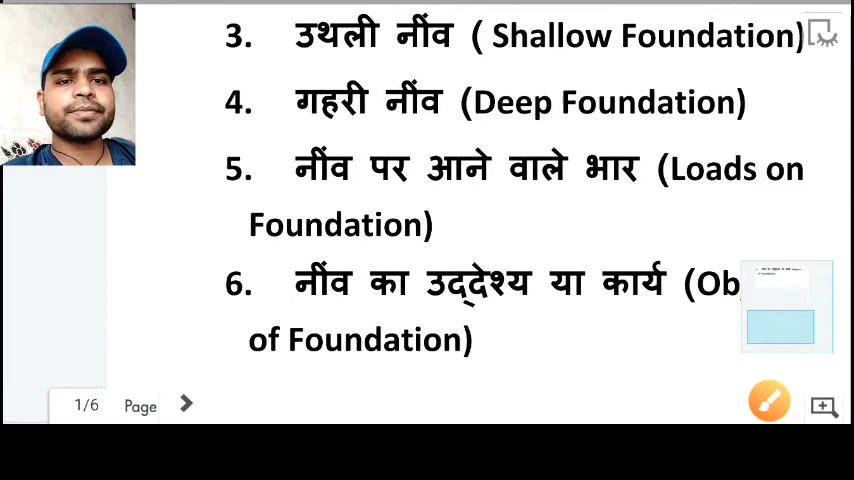 3. उथली नींव ( Shallow Foundation)
4. गहरी नींव (Deep Foundation)
5. नींव पर आने वाले भार (Loads on
Foundation)
6. नींव का उद्देश्य या कार्य
of Foundation)
1/6 Page